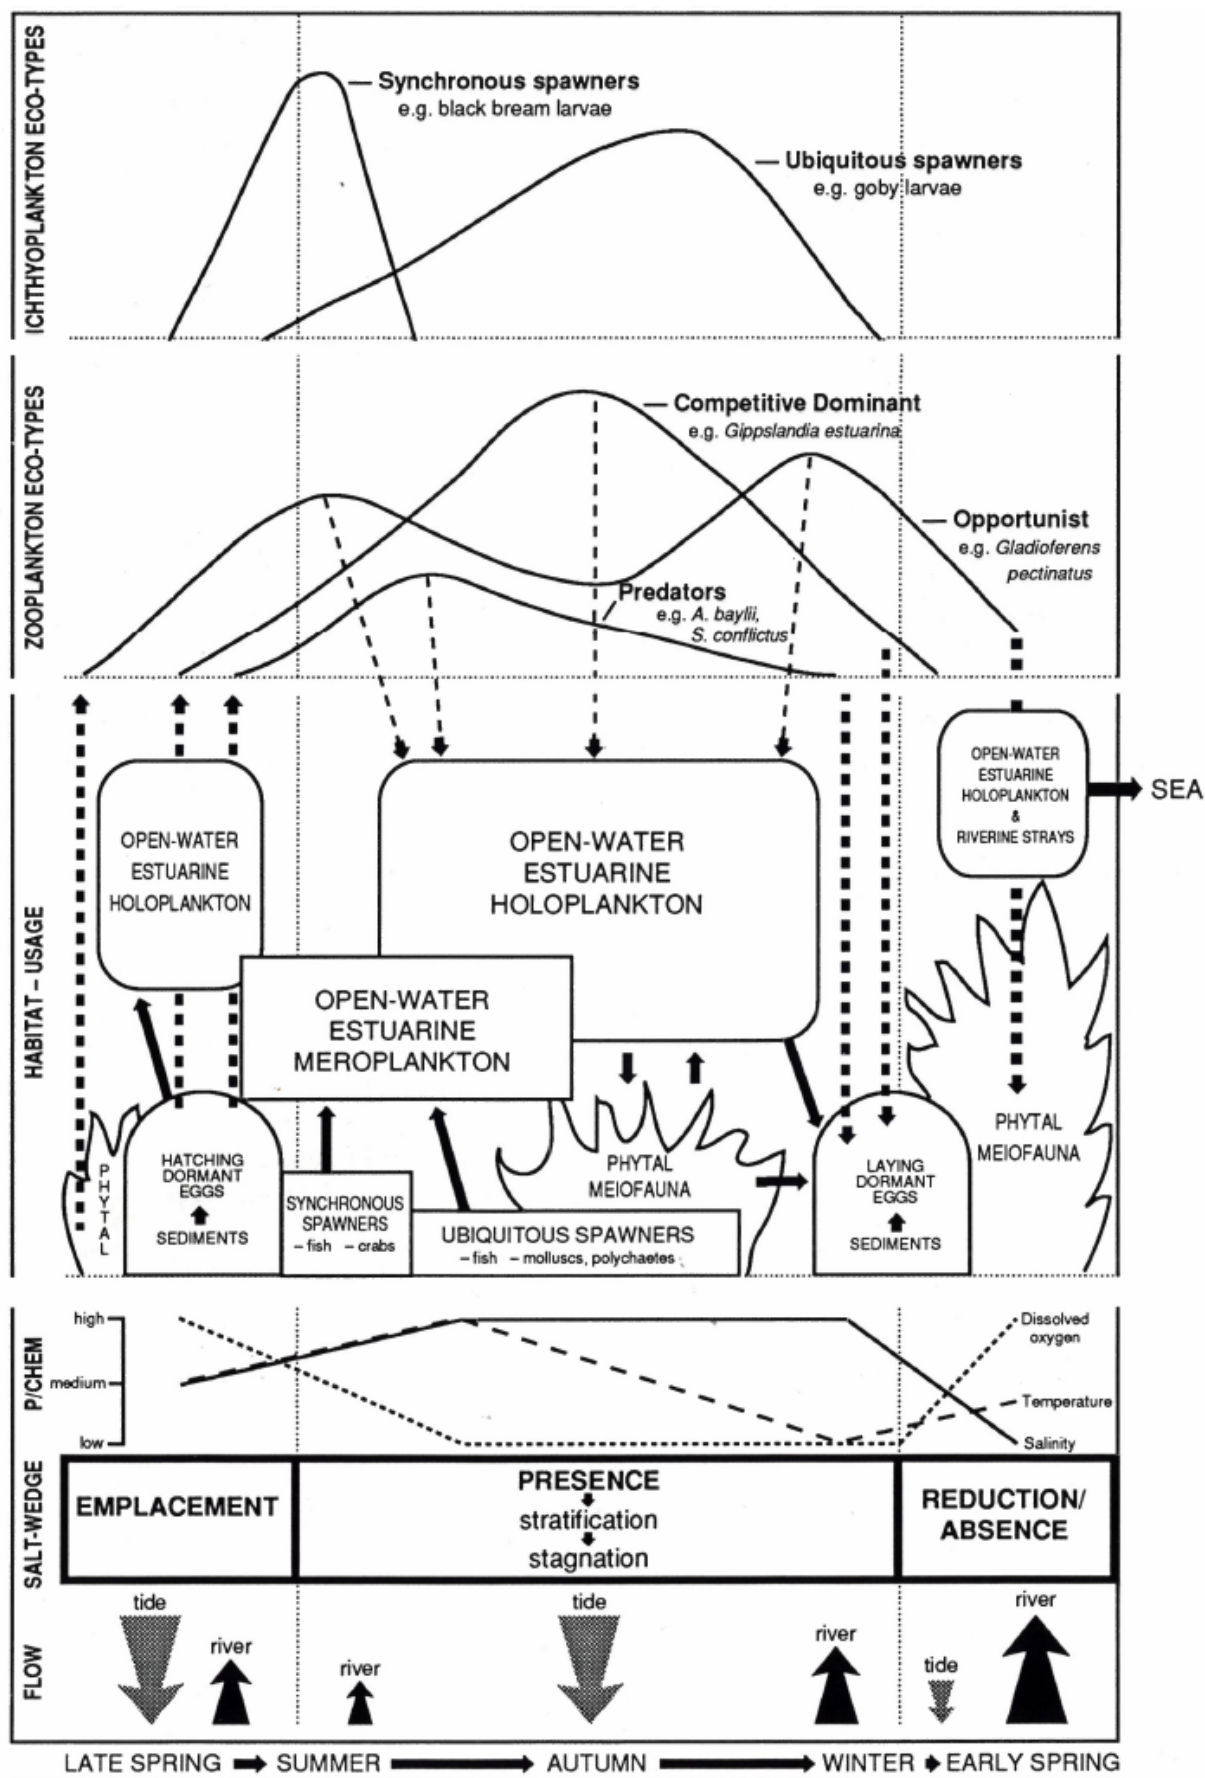 ICHTHYOPLANKTON ECO-TYPES
Synchronous spawners
e.g. black bream larvae
Ubiquitous spawners
e.g. goby larvae
ZOOPLANKTON ECO-TYPES
Competitive Dominant
e.g. Gippslandia estuarina
Opportunist
e.g. Gladioferens
pectinatus
Predators
e.g. A. baylii,
S. conflictus
HABITAT – USAGE
OPEN-WATER
ESTUARINE
HOLOPLANKTON
OPEN-WATER
ESTUARINE
HOLOPLANKTON
OPEN-WATER
ESTUARINE
HOLOPLANKTON
&
RIVERINE STRAYS
SEA
OPEN-WATER
ESTUARINE
MEROPLANKTON
PHYTAL
HATCHING
DORMANT
EGGS
SEDIMENTS
SYNCHRONOUS
SPAWNERS
– fish – crabs
UBIQUITOUS SPAWNERS
– fish – molluscs, polychaetes
PHYTAL
MEIOFAUNA
LAYING
DORMANT
EGGS
SEDIMENTS
PHYTAL
MEIOFAUNA
P/CHEM
high
medium
low
Dissolved
oxygen
Temperature
Salinity
SALT-WEDGE
EMPLACEMENT
PRESENCE
stratification
stagnation
REDUCTION/
ABSENCE
FLOW
tide
river
river
tide
river
tide
river
LATE SPRING SUMMER AUTUMN WINTER EARLY SPRING